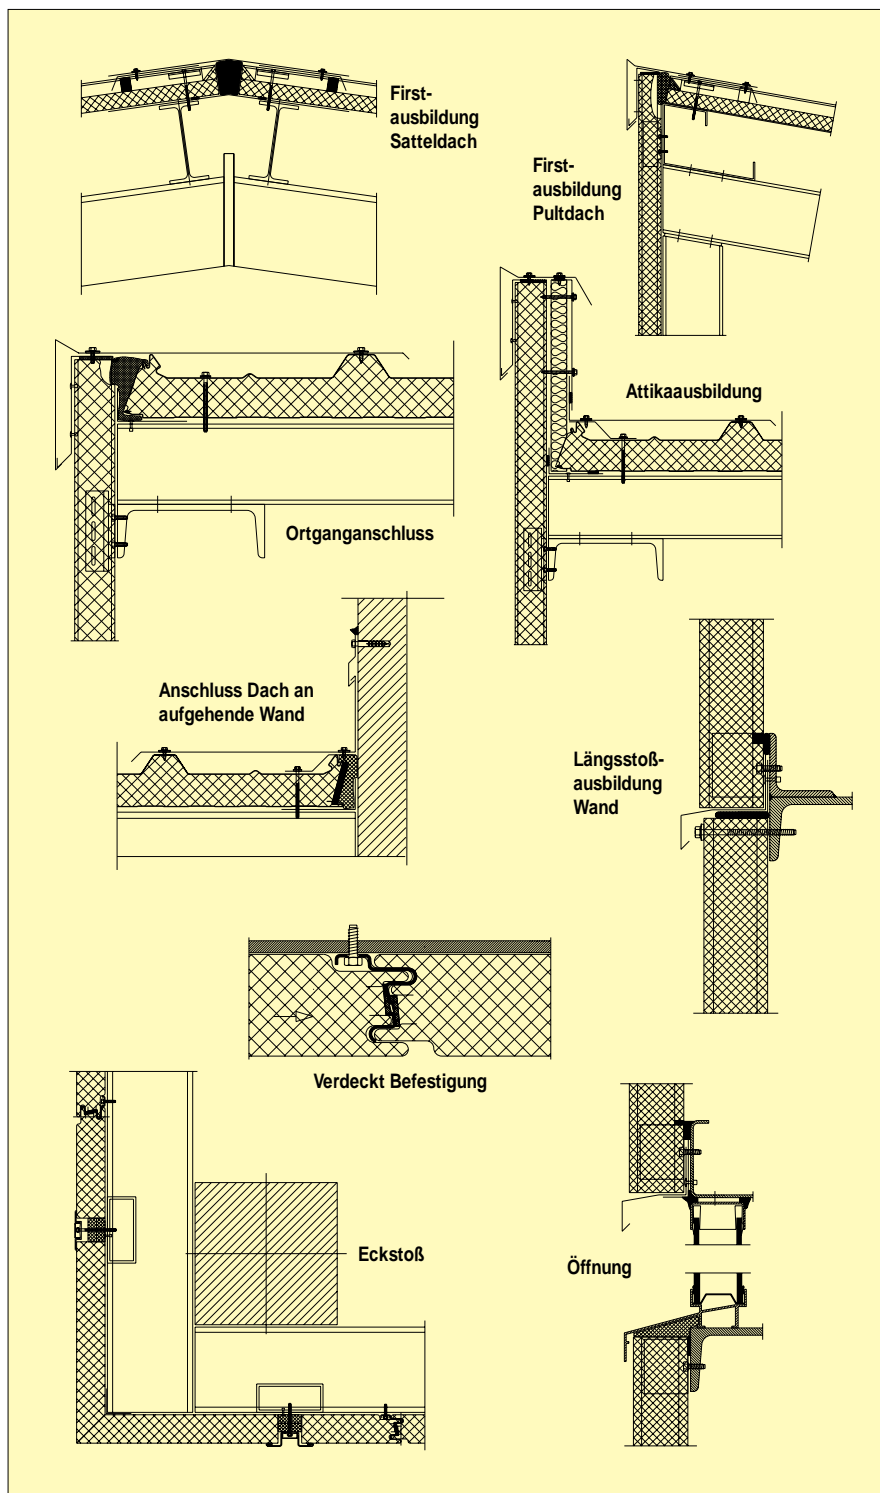 First-
ausbildung
Satteldach
First-
ausbildung
Pultdach
Attikaausbildung
Ortganganschluss
Anschluss Dach an
aufgehende Wand
Längsstoß-
ausbildung
Wand
Verdeckt Befestigung
Eckstoß
Öffnung